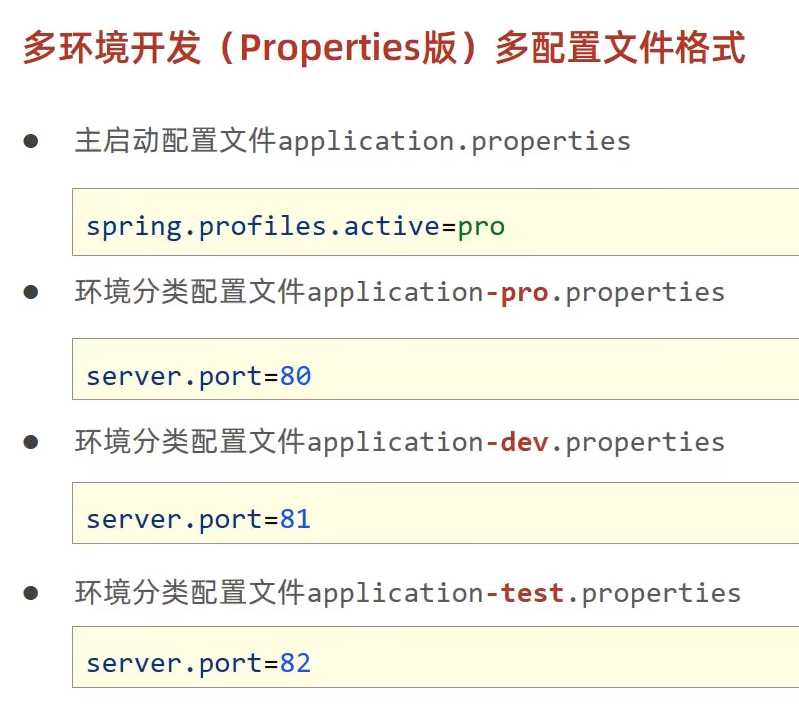 多环境开发（Properties版）多配置文件格式
● 主启动配置文件application.properties
spring.profiles.active=pro
● 环境分类配置文件application-pro.properties
server.port=80
● 环境分类配置文件application-dev.properties
server.port=81
● 环境分类配置文件application-test.properties
server.port=82